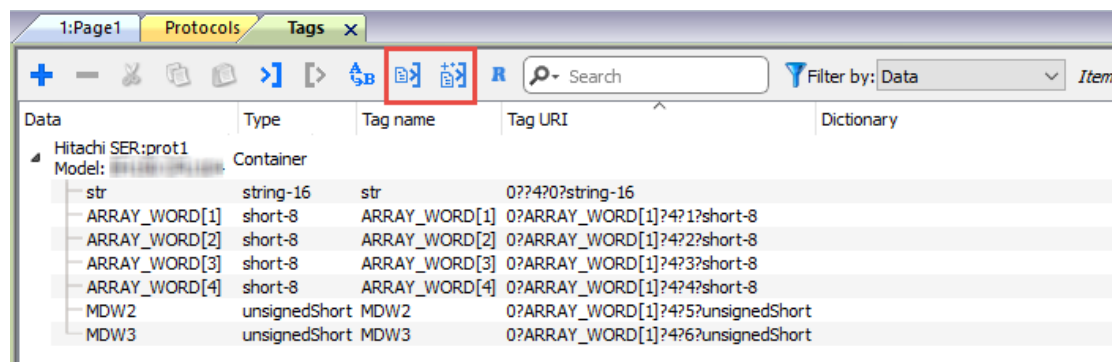 1:Page1 Protocols Tags
R Search Filter by: Data Item
Data Type Tag name Tag URI Dictionary
Hitachi SER:prot1
Model: Container
str string-16 str 0??4?0?string-16
ARRAY_WORD[1] short-8 ARRAY_WORD[1] 0?ARRAY_WORD[1]?4?1?short-8
ARRAY_WORD[2] short-8 ARRAY_WORD[2] 0?ARRAY_WORD[1]?4?2?short-8
ARRAY_WORD[3] short-8 ARRAY_WORD[3] 0?ARRAY_WORD[1]?4?3?short-8
ARRAY_WORD[4] short-8 ARRAY_WORD[4] 0?ARRAY_WORD[1]?4?4?short-8
MDW2 unsignedShort MDW2 0?ARRAY_WORD[1]?4?5?unsignedShort
MDW3 unsignedShort MDW3 0?ARRAY_WORD[1]?4?6?unsignedShort